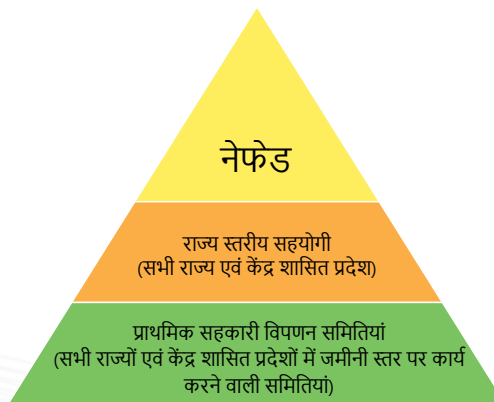 नेफेड
राज्य स्तरीय सहयोगी
(सभी राज्य एवं केंद्र शासित प्रदेश)
प्राथमिक सहकारी विपणन समितियां
(सभी राज्यों एवं केंद्र शासित प्रदेशों में जमीनी स्तर पर कार्य
करने वाली समितियां)